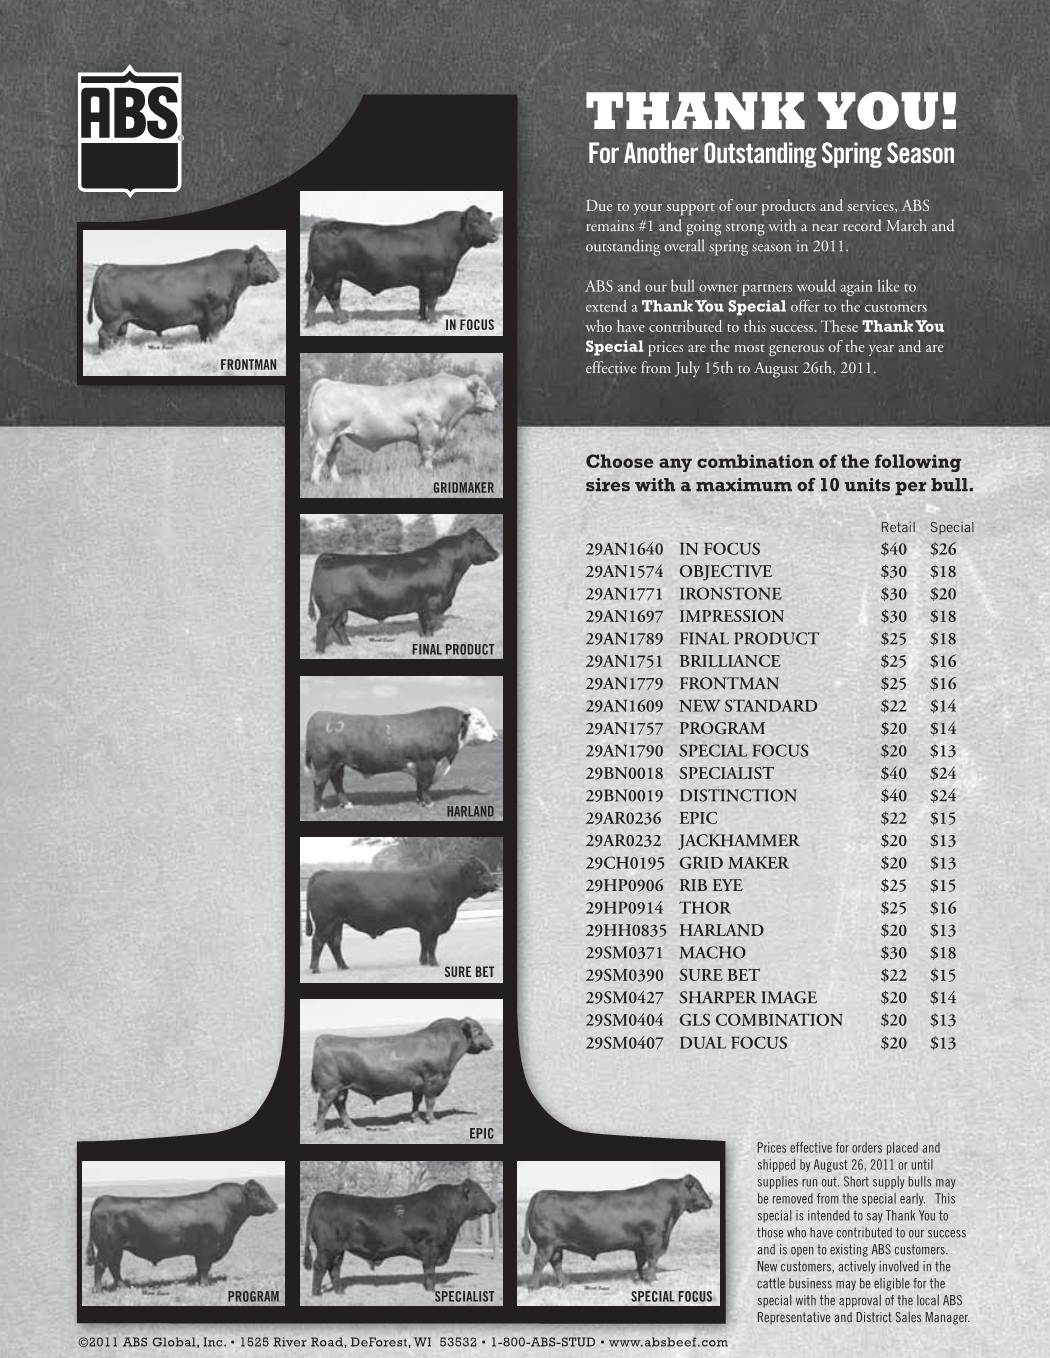 ABS
®
THANK YOU!
For Another Outstanding Spring Season
Due to your support of our products and services, ABS
remains #1 and going strong with a near record March and
outstanding overall spring season in 2011.
ABS and our bull owner partners would again like to
extend a Thank You Special offer to the customers
who have contributed to this success. These Thank You
Special prices are the most generous of the year and are
effective from July 15th to August 26th, 2011.
FRONTMAN
IN FOCUS
GRIDMAKER
FINAL PRODUCT
HARLAND
SURE BET
EPIC
PROGRAM
SPECIALIST
SPECIAL FOCUS
Choose any combination of the following
sires with a maximum of 10 units per bull.
Retail Special
29AN1640 IN FOCUS $40 $26
29AN1574 OBJECTIVE $30 $18
29AN1771 IRONSTONE $30 $20
29AN1697 IMPRESSION $30 $18
29AN1789 FINAL PRODUCT $25 $18
29AN1751 BRILLIANCE $25 $16
29AN1779 FRONTMAN $25 $16
29AN1609 NEW STANDARD $22 $14
29AN1757 PROGRAM $20 $14
29AN1790 SPECIAL FOCUS $20 $13
29BN0018 SPECIALIST $40 $24
29BN0019 DISTINCTION $40 $24
29AR0236 EPIC $22 $15
29AR0232 JACKHAMMER $20 $13
29CH0195 GRID MAKER $20 $13
29HP0906 RIB EYE $25 $15
29HP0914 THOR $25 $16
29HH0835 HARLAND $20 $13
29SM0371 MACHO $30 $18
29SM0390 SURE BET $22 $15
29SM0427 SHARPER IMAGE $20 $14
29SM0404 GLS COMBINATION $20 $13
29SM0407 DUAL FOCUS $20 $13
Prices effective for orders placed and
shipped by August 26, 2011 or until
supplies run out. Short supply bulls may
be removed from the special early. This
special is intended to say Thank You to
those who have contributed to our success
and is open to existing ABS customers.
New customers, actively involved in the
cattle business may be eligible for the
special with the approval of the local ABS
Representative and District Sales Manager.
©2011 ABS Global, Inc. • 1525 River Road, DeForest, WI 53532 • 1-800-ABS-STUD • www.absbeef.com